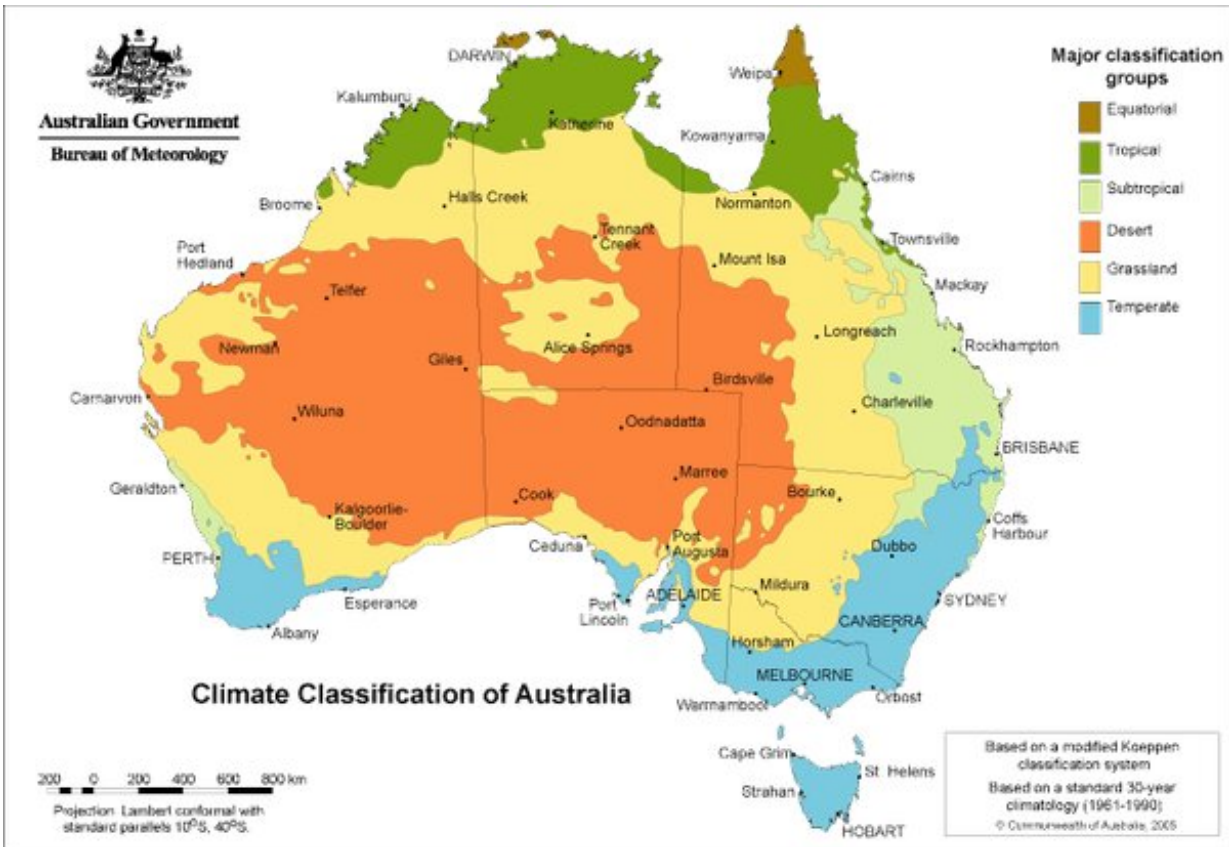 Australian Government
Bureau of Meteorology
Major classification
groups
Equatorial
Tropical
Subtropical
Desert
Grassland
Temperate
DARWIN
Weipa
Kalumburu
Katherine
Kowanyama
Cairns
Broome
Halls Creek
Normanton
Port
Hedland
Tennant
Creek
Townsville
Mount Isa
Telfer
Mackay
Newman
Alice Springs
Longreach
Rockhampton
Giles
Carnarvon
Birdsville
Wiluna
Oodnadatta
Charleville
BRISBANE
Geraldton
Marree
Cook
Bourke
Kalgoorlie-
Boulder
Coffs
Harbour
PERTH
Ceduna
Port
Augusta
Dubbo
Esperance
Port
Lincoln
ADELAIDE
Mildura
SYDNEY
Albany
CANBERRA
Horsham
MELBOURNE
Climate Classification of Australia
Warrnambool
Orbost
Cape Grim
St Helens
Strahan
HOBART
200 0 200 400 600 800 km
Projection: Lambert conformal with
standard parallels 10°S, 40°S.
Based on a modified Koeppen
classification system
Based on a standard 30-year
climatology (1961-1990)
© Commonwealth of Australia, 2005